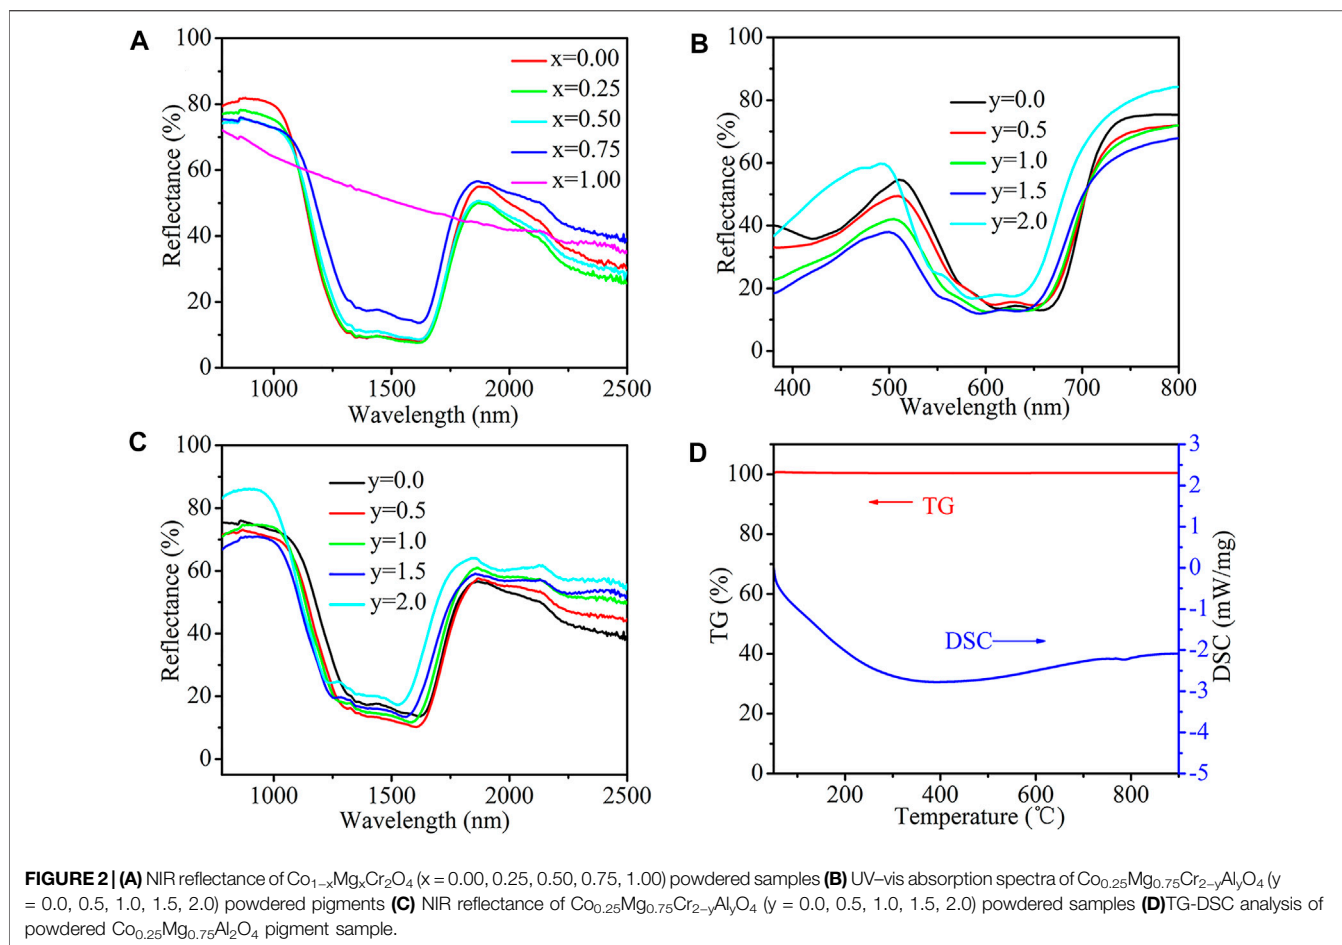 A
100
80
60
40
20
0
Reflectance (%)
1000 1500 2000 2500
Wavelength (nm)
x=0.00
x=0.25
x=0.50
x=0.75
x=1.00
B
100
80
60
40
20
0
Reflectance (%)
400 500 600 700 800
Wavelength (nm)
y=0.0
y=0.5
y=1.0
y=1.5
y=2.0
C
100
80
60
40
20
0
Reflectance (%)
1000 1500 2000 2500
Wavelength (nm)
y=0.0
y=0.5
y=1.0
y=1.5
y=2.0
D
100
80
60
40
20
0
TG (%)
200 400 600 800
Temperature (℃)
3
2
1
0
-1
-2
-3
-4
-5
DSC (mW/mg)
TG
DSC
FIGURE 2 | (A) NIR reflectance of Co₁₋ₓMgₓCr₂O₄ (x = 0.00, 0.25, 0.50, 0.75, 1.00) powdered samples (B) UV–vis absorption spectra of Co₀.₂₅Mg₀.₇₅Cr₂₋yAlyO₄ (y
= 0.0, 0.5, 1.0, 1.5, 2.0) powdered pigments (C) NIR reflectance of Co₀.₂₅Mg₀.₇₅Cr₂₋yAlyO₄ (y = 0.0, 0.5, 1.0, 1.5, 2.0) powdered samples (D)TG-DSC analysis of
powdered Co₀.₂₅Mg₀.₇₅Al₂O₄ pigment sample.